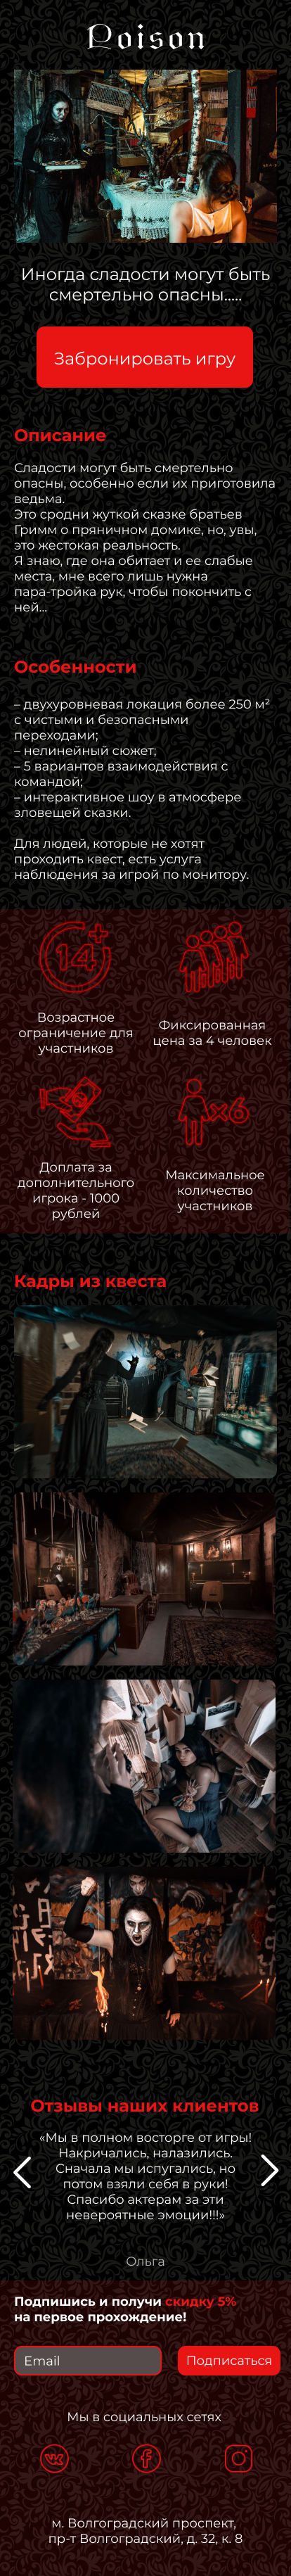 Poison
Иногда сладости могут быть
смертельно опасны.....
Забронировать игру
Описание
Сладости могут быть смертельно
опасны, особенно если их приготовила
ведьма.
Это сродни жуткой сказке братьев
Гримм о пряничном домике, но, увы,
это жестокая реальность.
Я знаю, где она обитает и ее слабые
места, мне всего лишь нужна
пара-тройка рук, чтобы покончить с
ней...
Особенности
– двухуровневая локация более 250 м²
с чистыми и безопасными
переходами;
– нелинейный сюжет;
– 5 вариантов взаимодействия с
командой;
– интерактивное шоу в атмосфере
зловещей сказки.
Для людей, которые не хотят
проходить квест, есть услуга
наблюдения за игрой по монитору.
14+
Возрастное
ограничение для
участников
Фиксированная
цена за 4 человек
x6
Доплата за
дополнительного
игрока - 1000
рублей
Максимальное
количество
участников
Кадры из квеста
Отзывы наших клиентов
«Мы в полном восторге от игры!
Накричались, налазились.
Сначала мы испугались, но
потом взяли себя в руки!
Спасибо актерам за эти
невероятные эмоции!!!»
Ольга
Подпишись и получи скидку 5%
на первое прохождение!
Email
Подписаться
Мы в социальных сетях
м. Волгоградский проспект,
пр-т Волгоградский, д. 32, к. 8